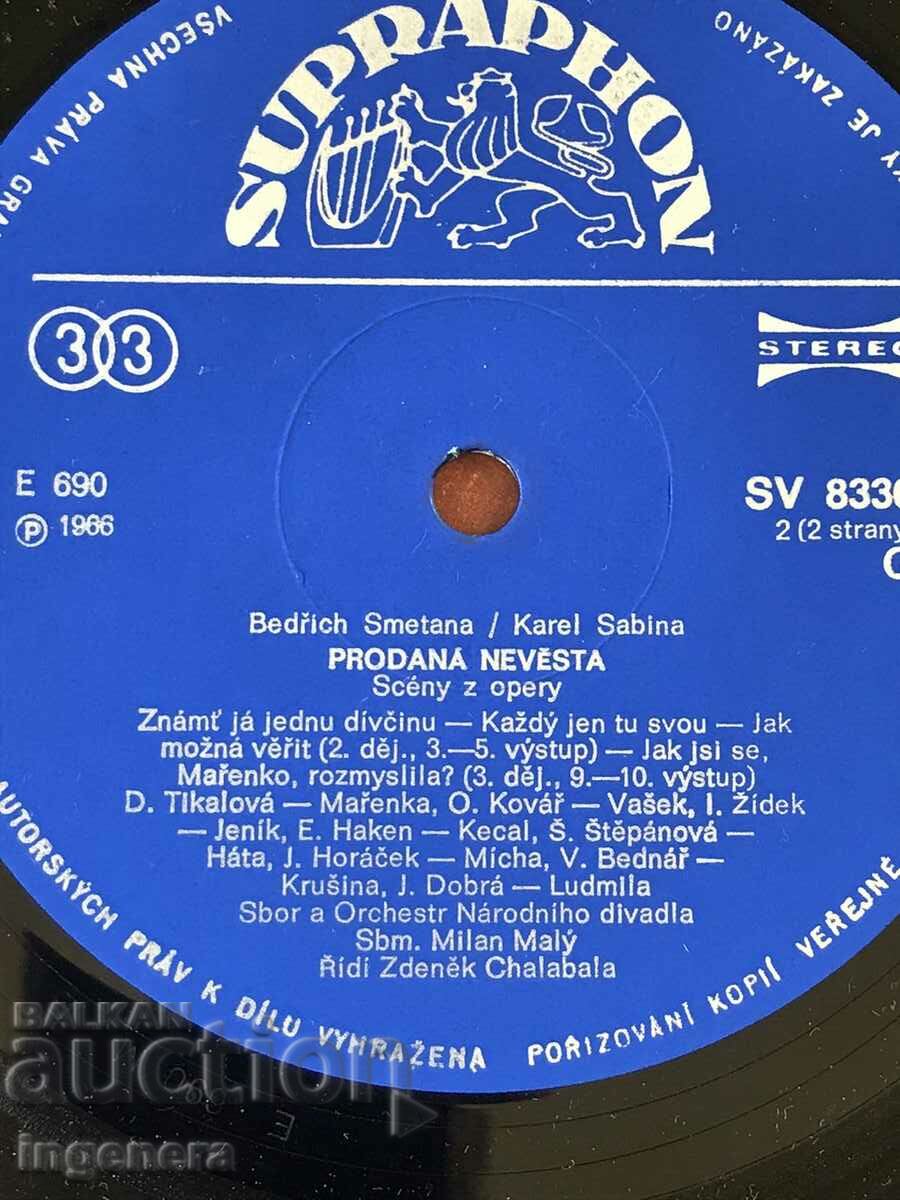 SUPRAPHON
VŠECHNA PRÁVA
JE ZAKÁZÁNO
33
STEREO
E 690
Ⓟ 1966
SV 833
2 (2 strany
Bedřich Smetana / Karel Sabina
PRODANÁ NEVĚSTA
Scény z opery
Známť já jednu dívčinu — Každý jen tu svou — Jak
možná věřit (2. děj., 3.—5. výstup) — Jak jsi se,
Mařenko, rozmyslila? (3. děj., 9.—10. výstup)
D. Tikalová — Mařenka, O. Kovář — Vašek, I. Žídek
— Jeník, E. Haken — Kecal, Š. Štěpánová —
Háta, J. Horáček — Mícha, V. Bednář —
Krušina, J. Dobrá — Ludmila
Sbor a Orchestr Národního divadla
Sbm. Milan Malý
Řídí Zdeněk Chalabala
AUTORSKÝCH PRÁV K DÍLU VYHRAŽENA
POŘIZOVÁNÍ KOPIÍ VEŘEJNÉ
BALKAN
auction
ingenera